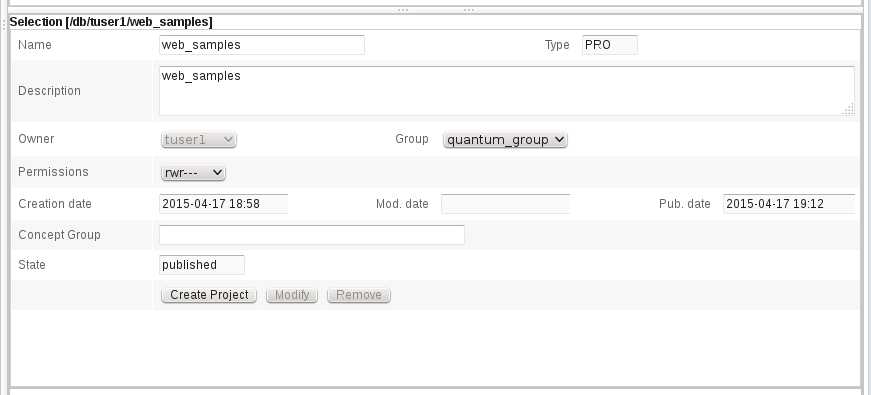 Selection [/db/tuser1/web_samples]
Name web_samples Type PRO
Description web_samples
Owner tuser1 Group quantum_group
Permissions rwr---
Creation date 2015-04-17 18:58 Mod. date Pub. date 2015-04-17 19:12
Concept Group
State published
Create Project Modify Remove